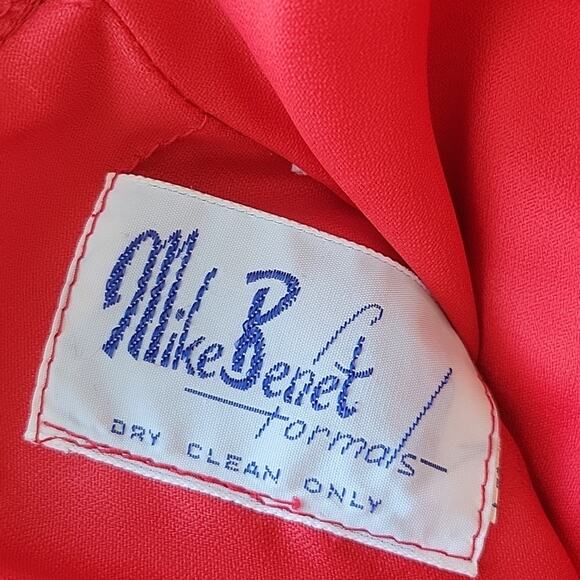 Mike Benet
formals
DRY CLEAN ONLY